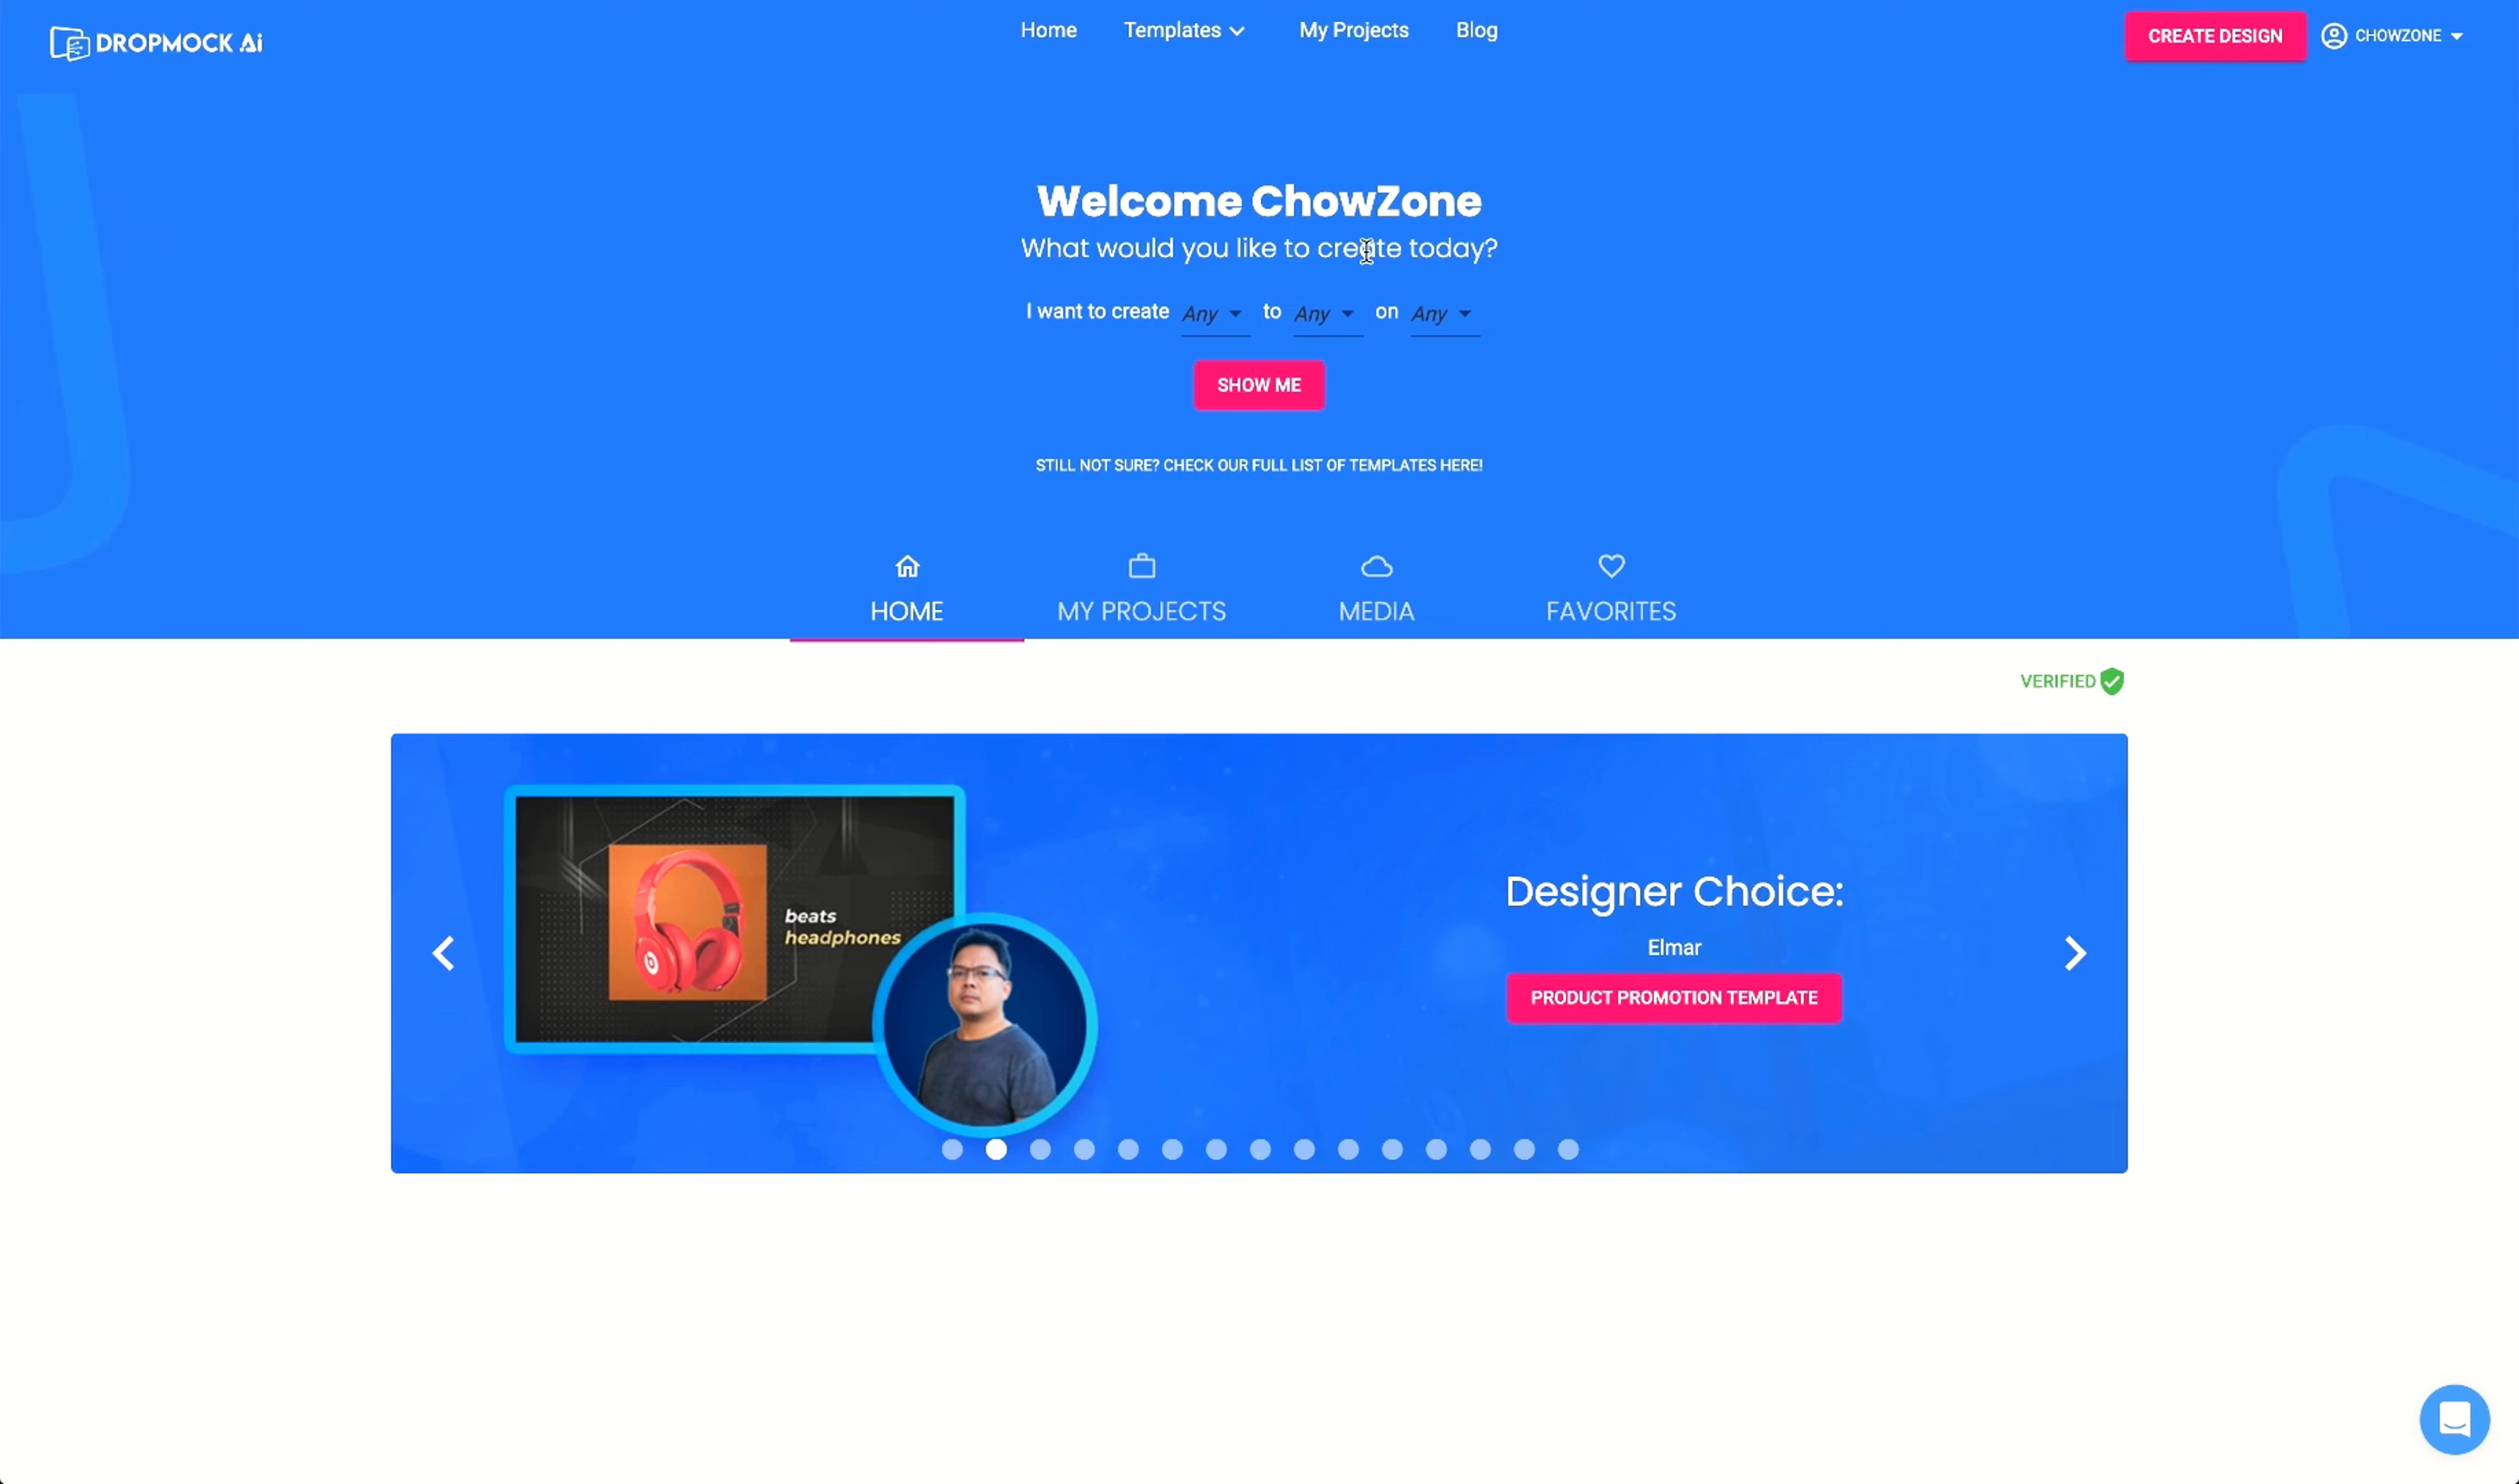 DROPMOCK Ai
Home Templates My Projects Blog
CREATE DESIGN CHOWZONE
Welcome ChowZone
What would you like to create today?
I want to create Any to Any on Any
SHOW ME
STILL NOT SURE? CHECK OUR FULL LIST OF TEMPLATES HERE!
HOME MY PROJECTS MEDIA FAVORITES
VERIFIED
beats
headphones
Designer Choice:
Elmar
PRODUCT PROMOTION TEMPLATE